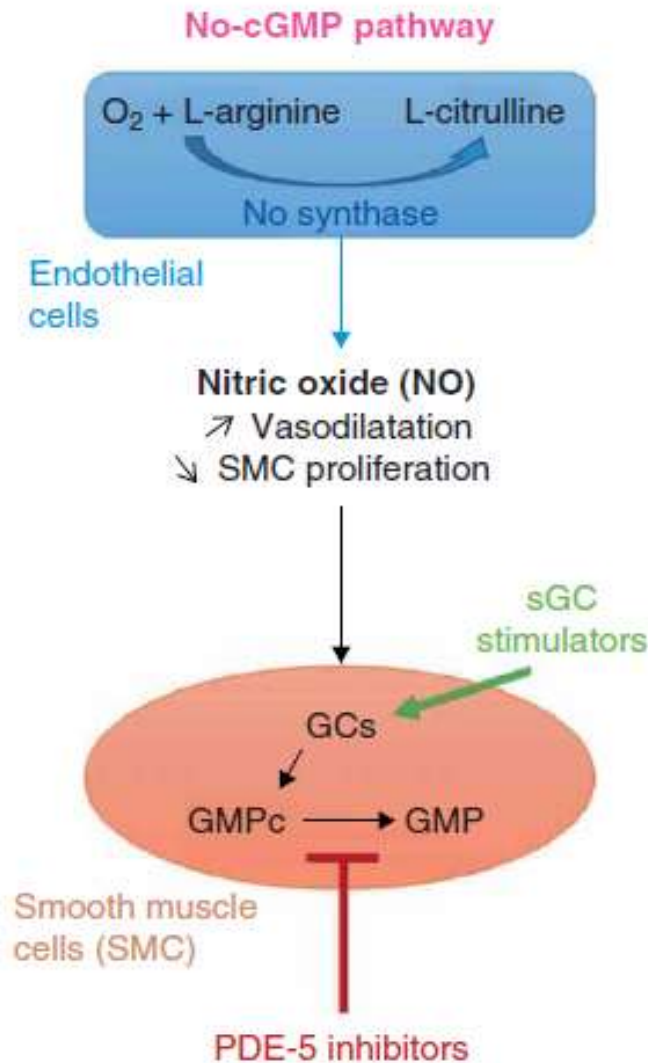 No-cGMP pathway
O₂ + L-arginine L-citrulline
No synthase
Endothelial
cells
Nitric oxide (NO)
↗ Vasodilatation
↘ SMC proliferation
sGC
stimulators
GCs
GMPc → GMP
Smooth muscle
cells (SMC)
PDE-5 inhibitors